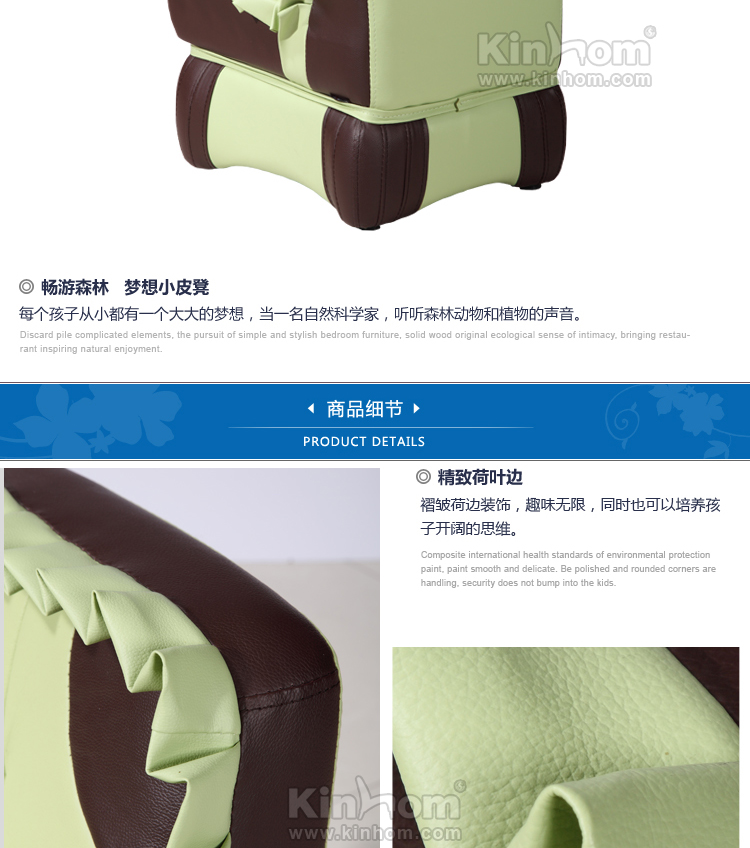 Kinhom
www.kinhom.com
畅游森林 梦想小皮凳
每个孩子从小都有一个大大的梦想，当一名自然科学家，听听森林动物和植物的声音。
Discard pile complicated elements, the pursuit of simple and stylish bedroom furniture, solid wood original ecological sense of intimacy, bringing restau-
rant inspiring natural enjoyment.
商品细节
PRODUCT DETAILS
精致荷叶边
褶皱荷边装饰，趣味无限，同时也可以培养孩
子开阔的思维。
Composite international health standards of environmental protection
paint, paint smooth and delicate. Be polished and rounded corners are
handling, security does not bump into the kids.
Kinhom
www.kinhom.com